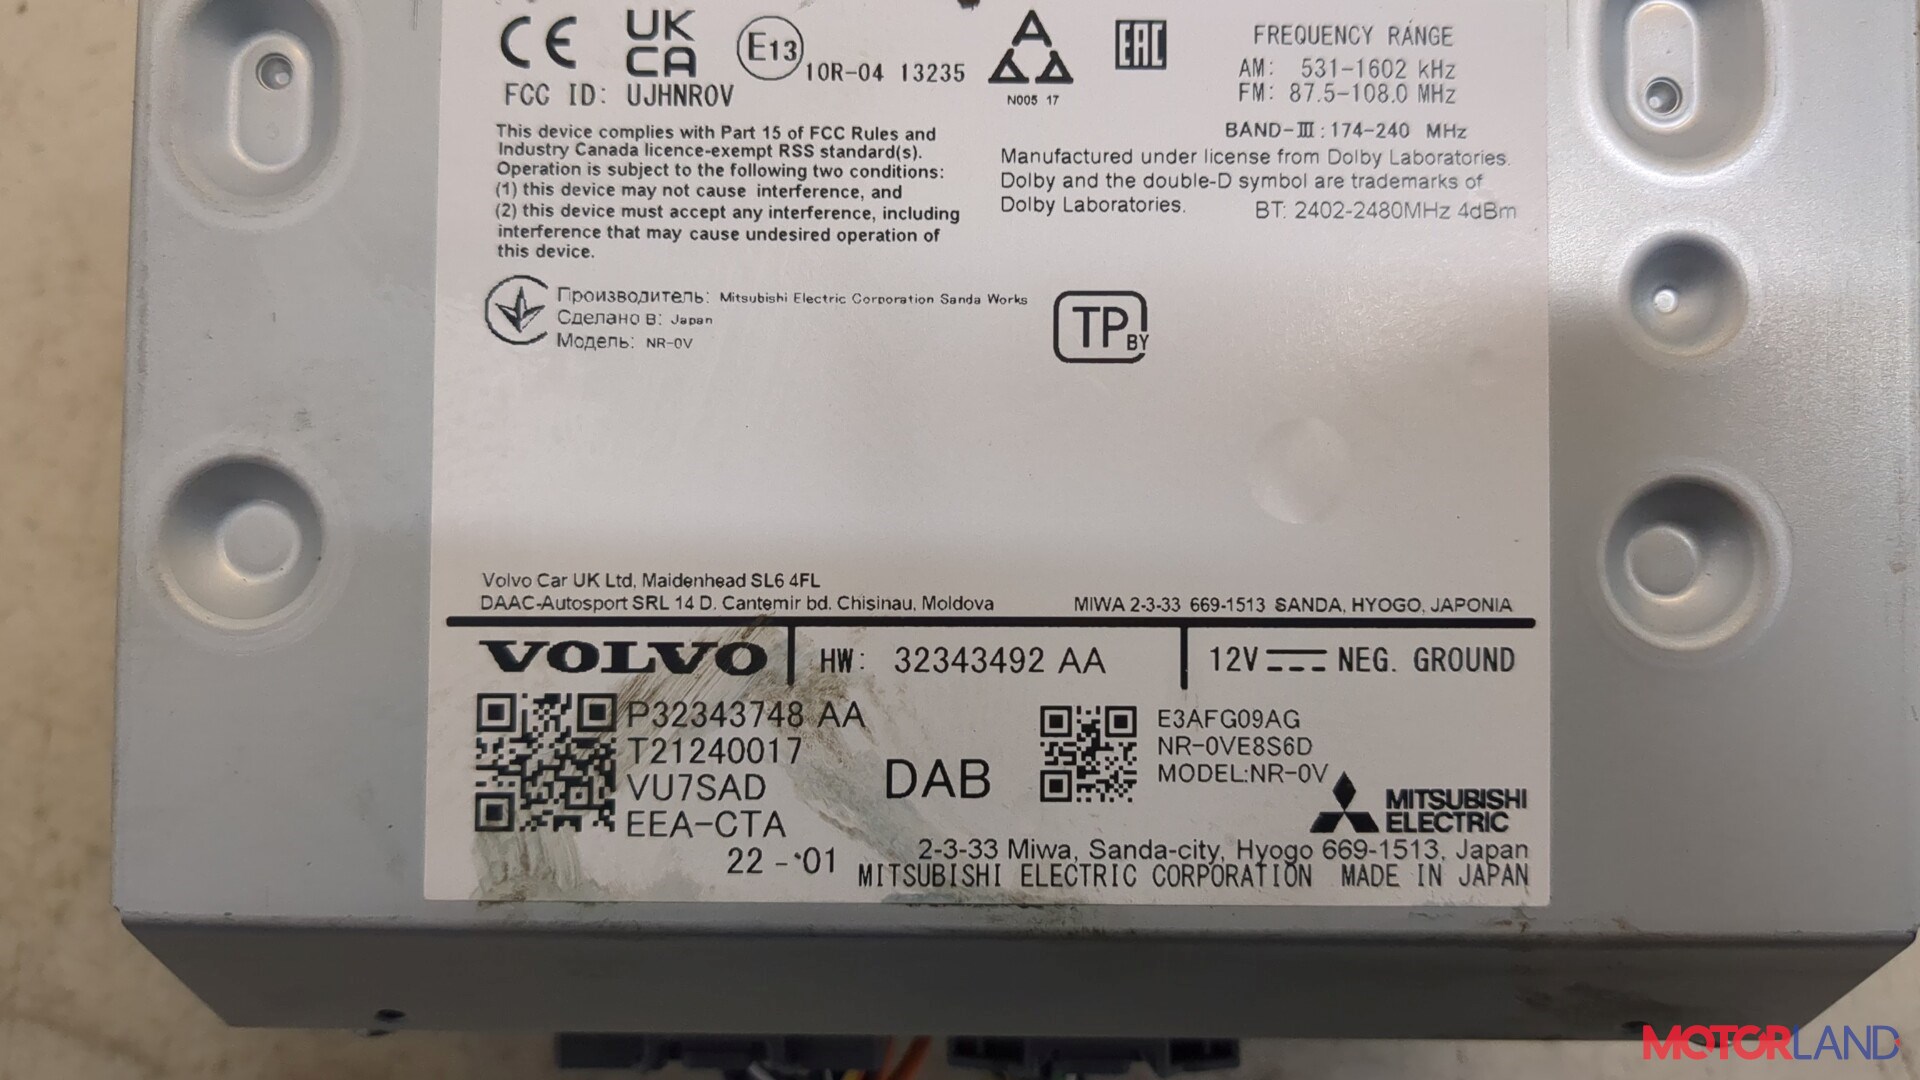 CE UK CA E13 10R-04 13235
N005 17
EAC
FCC ID: UJHNR0V
FREQUENCY RANGE
AM: 531-1602 kHz
FM: 87.5-108.0 MHz
BAND-III:174-240 MHz
This device complies with Part 15 of FCC Rules and
Industry Canada licence-exempt RSS standard(s).
Operation is subject to the following two conditions:
(1) this device may not cause interference, and
(2) this device must accept any interference, including
interference that may cause undesired operation of
this device.
Manufactured under license from Dolby Laboratories.
Dolby and the double-D symbol are trademarks of
Dolby Laboratories.
BT: 2402-2480MHz 4dBm
Производитель: Mitsubishi Electric Corporation Sanda Works
Сделано в: Japan
Модель: NR-0V
TP BY
Volvo Car UK Ltd, Maidenhead SL6 4FL
DAAC-Autosport SRL 14 D. Cantemir bd. Chisinau, Moldova
MIWA 2-3-33 669-1513 SANDA, HYOGO, JAPONIA
VOLVO
HW: 32343492 AA
12V NEG. GROUND
P32343748 AA
T21240017
VU7SAD
EEA-CTA
22-01
DAB
E3AFG09AG
NR-0VE8S6D
MODEL:NR-0V
MITSUBISHI
ELECTRIC
2-3-33 Miwa, Sanda-city, Hyogo 669-1513, Japan
MITSUBISHI ELECTRIC CORPORATION MADE IN JAPAN
MOTORLAND